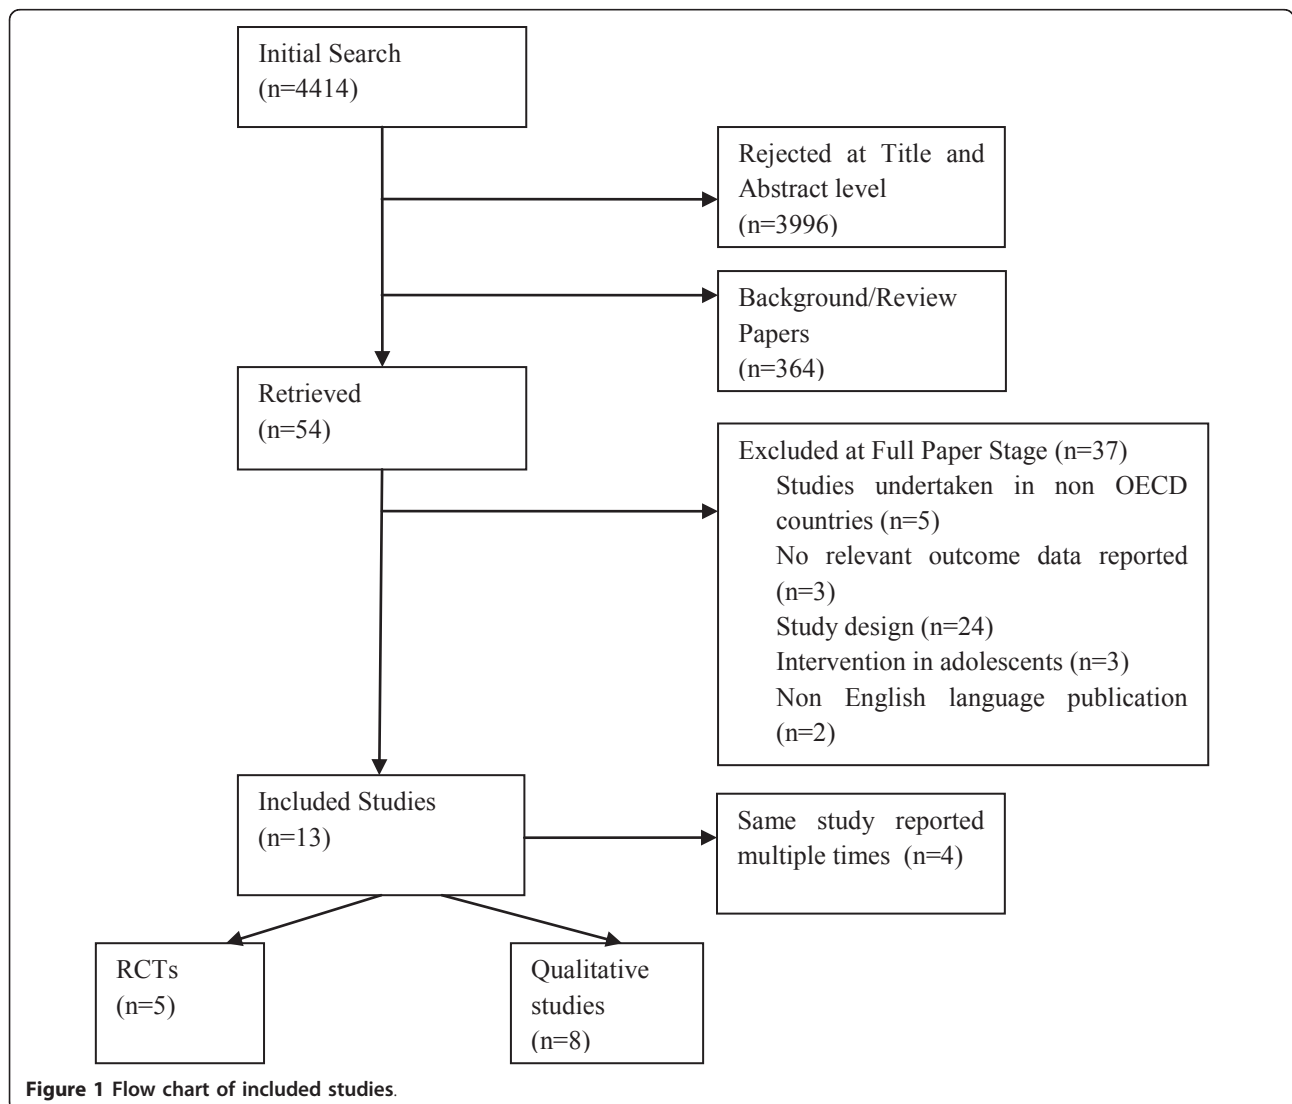 Initial Search
(n=4414)
Rejected at Title and
Abstract level
(n=3996)
Background/Review
Papers
(n=364)
Retrieved
(n=54)
Excluded at Full Paper Stage (n=37)
Studies undertaken in non OECD
countries (n=5)
No relevant outcome data reported
(n=3)
Study design (n=24)
Intervention in adolescents (n=3)
Non English language publication
(n=2)
Included Studies
(n=13)
Same study reported
multiple times (n=4)
RCTs
(n=5)
Qualitative
studies
(n=8)
Figure 1 Flow chart of included studies.